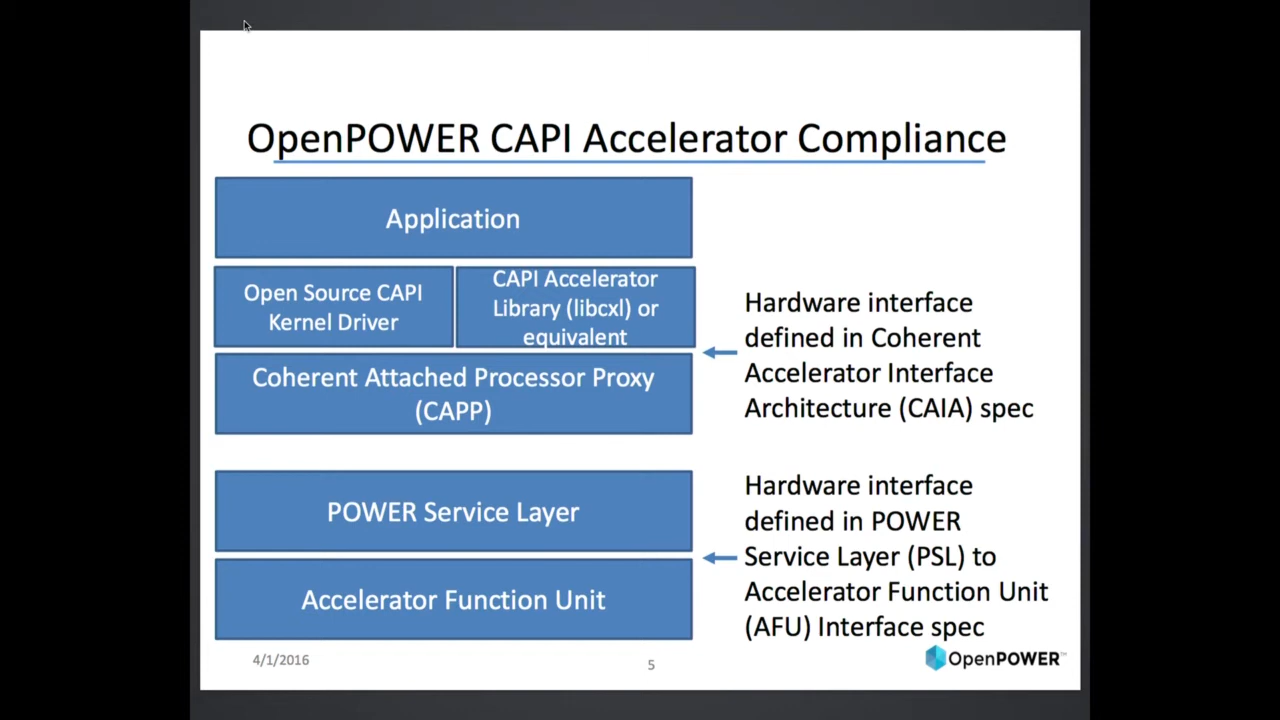 OpenPOWER CAPI Accelerator Compliance
Application
Open Source CAPI
Kernel Driver
CAPI Accelerator
Library (libcxl) or
equivalent
Coherent Attached Processor Proxy
(CAPP)
Hardware interface
defined in Coherent
Accelerator Interface
Architecture (CAIA) spec
POWER Service Layer
Accelerator Function Unit
Hardware interface
defined in POWER
Service Layer (PSL) to
Accelerator Function Unit
(AFU) Interface spec
4/1/2016
5
OpenPOWER™